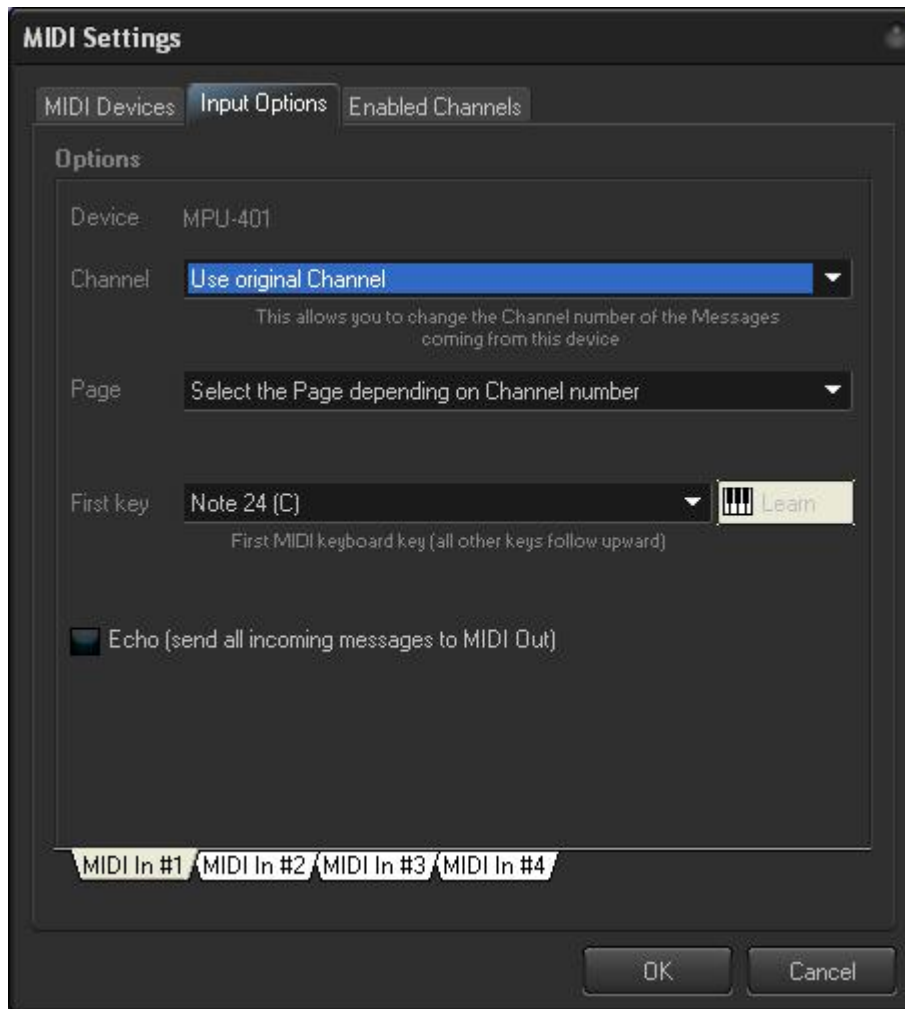 MIDI Settings
MIDI Devices Input Options Enabled Channels
Options
Device MPU-401
Channel Use original Channel
This allows you to change the Channel number of the Messages
coming from this device
Page Select the Page depending on Channel number
First key Note 24 (C) Learn
First MIDI keyboard key (all other keys follow upward)
Echo (send all incoming messages to MIDI Out)
MIDI In #1 MIDI In #2 MIDI In #3 MIDI In #4
OK Cancel